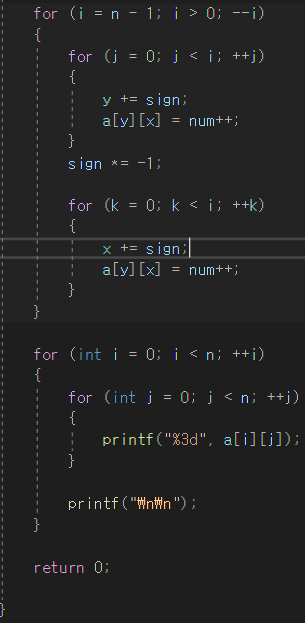 for (i = n - 1; i > 0; --i)
{
for (j = 0; j < i; ++j)
{
y += sign;
a[y][x] = num++;
}
sign *= -1;
for (k = 0; k < i; ++k)
{
x += sign;
a[y][x] = num++;
}
}
for (int i = 0; i < n; ++i)
{
for (int j = 0; j < n; ++j)
{
printf("%3d", a[i][j]);
}
printf("₩n₩n");
}
return 0;
}